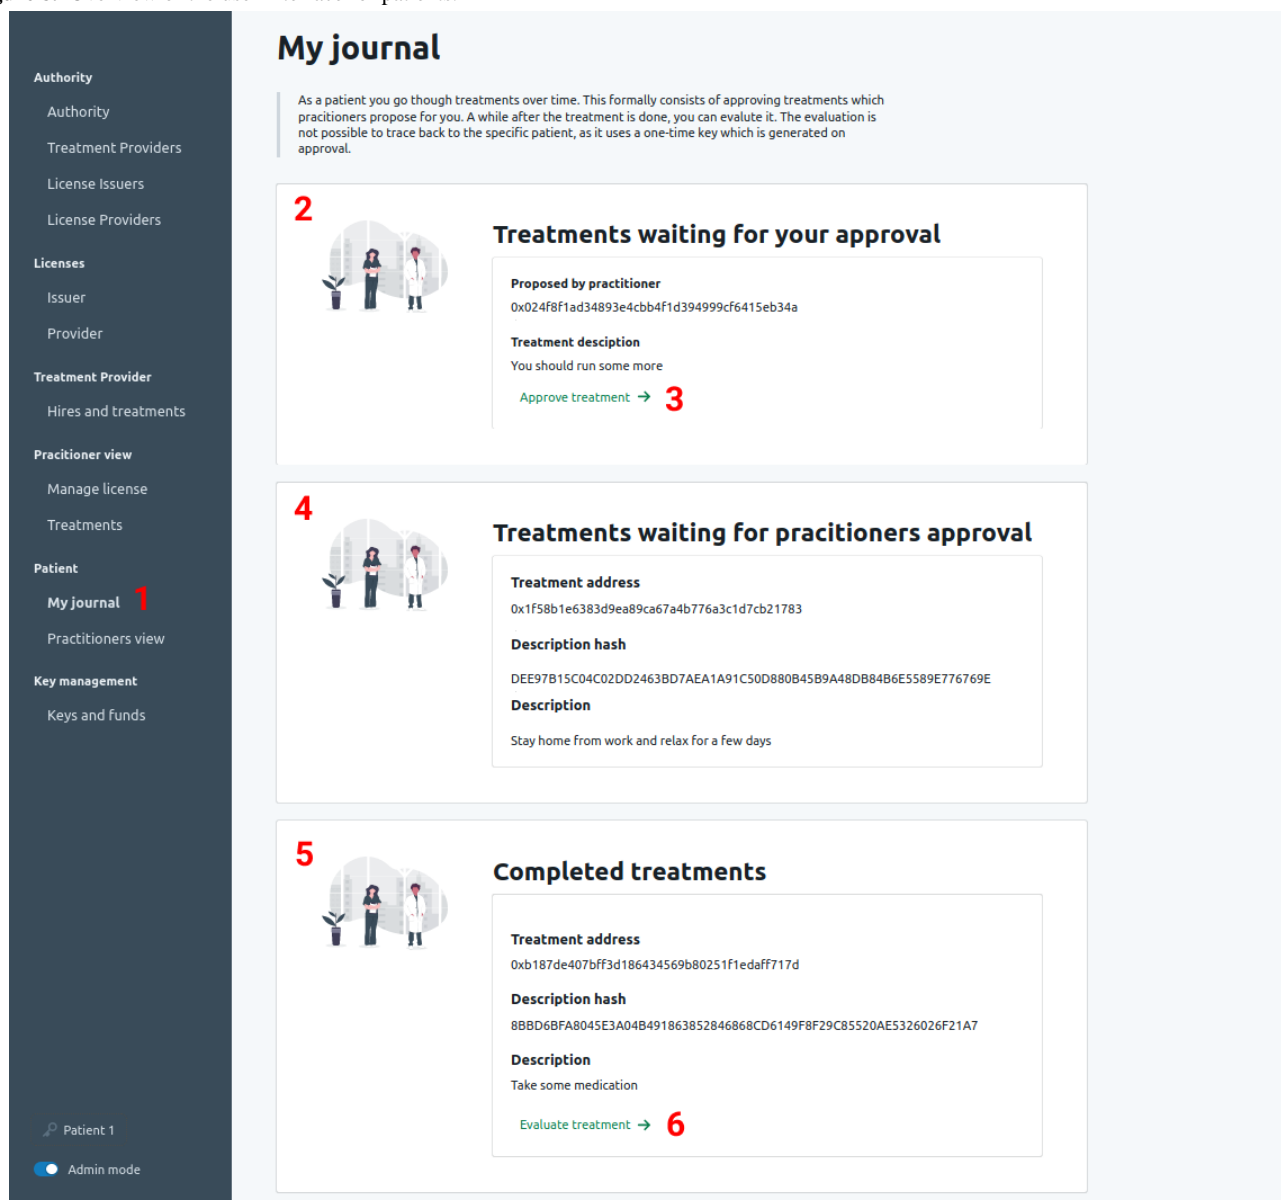 My journal
Authority
Authority
Treatment Providers
License Issuers
License Providers
Licenses
Issuer
Provider
Treatment Provider
Hires and treatments
Pracitioner view
Manage license
Treatments
Patient
My journal 1
Practitioners view
Key management
Keys and funds
Patient 1
Admin mode
As a patient you go though treatments over time. This formally consists of approving treatments which
pracitioners propose for you. A while after the treatment is done, you can evalute it. The evaluation is
not possible to trace back to the specific patient, as it uses a one-time key which is generated on
approval.
2
Treatments waiting for your approval
Proposed by practitioner
0x024f8f1ad34893e4cbb4f1d394999cf6415eb34a
Treatment desciption
You should run some more
Approve treatment → 3
4
Treatments waiting for pracitioners approval
Treatment address
0x1f58b1e6383d9ea89ca67a4b776a3c1d7cb21783
Description hash
DEE97B15C04C02DD2463BD7AEA1A91C50D880B45B9A48DB84B6E5589E776769E
Description
Stay home from work and relax for a few days
5
Completed treatments
Treatment address
0xb187de407bff3d186434569b80251f1edaff717d
Description hash
8BBD6BFA8045E3A04B491863852846868CD6149F8F29C85520AE5326026F21A7
Description
Take some medication
Evaluate treatment → 6